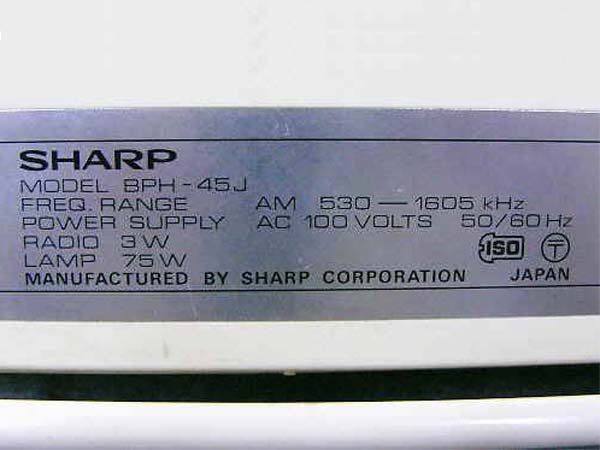 SHARP
MODEL BPH-45J
FREQ. RANGE AM 530 — 1605 kHz
POWER SUPPLY AC 100 VOLTS 50/60 Hz
RADIO 3 W
LAMP 75 W
ISO 〒
MANUFACTURED BY SHARP CORPORATION JAPAN